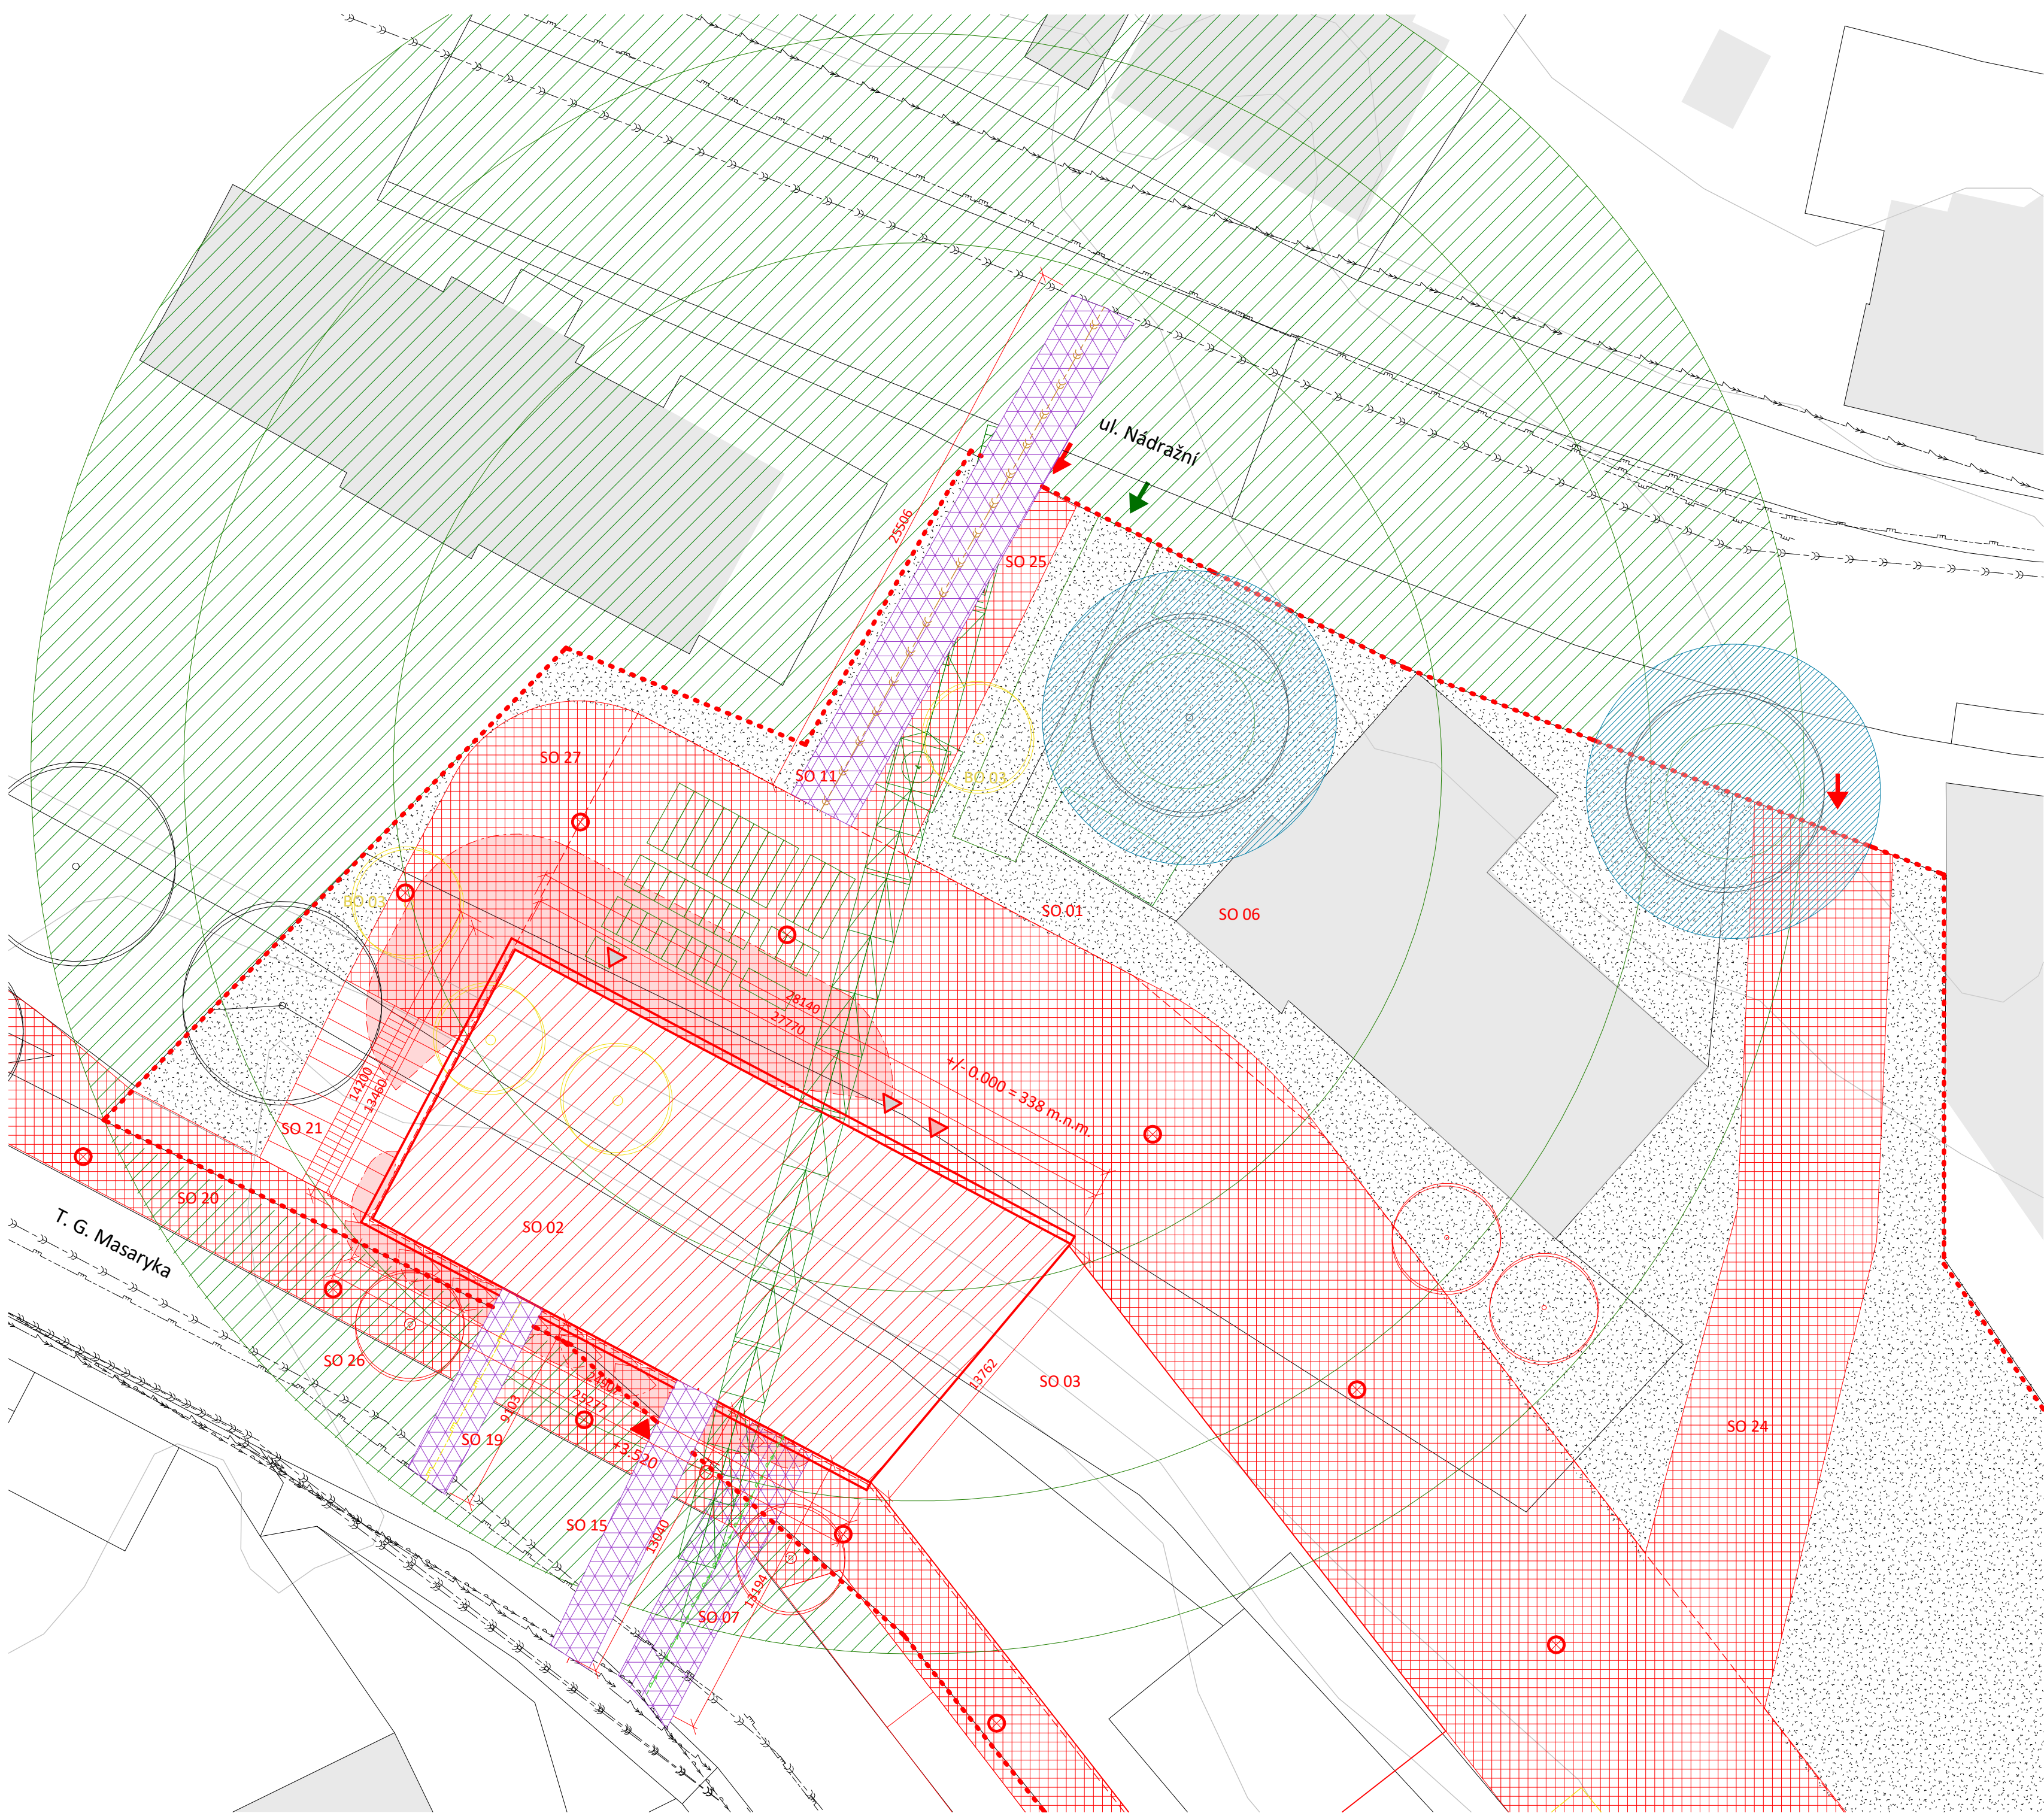 ul. Nádražní
25506
SO 25
SO 27
SO 11
BO 03
BO 03
SO 01
SO 06
28140
27770
+/- 0.000 = 338 m.n.m.
14200
13460
SO 21
SO 20
T. G. Masaryka
SO 02
SO 26
SO 03
13762
25277
9103
SO 19
+3.520
SO 24
SO 15
13040
13194
SO 07